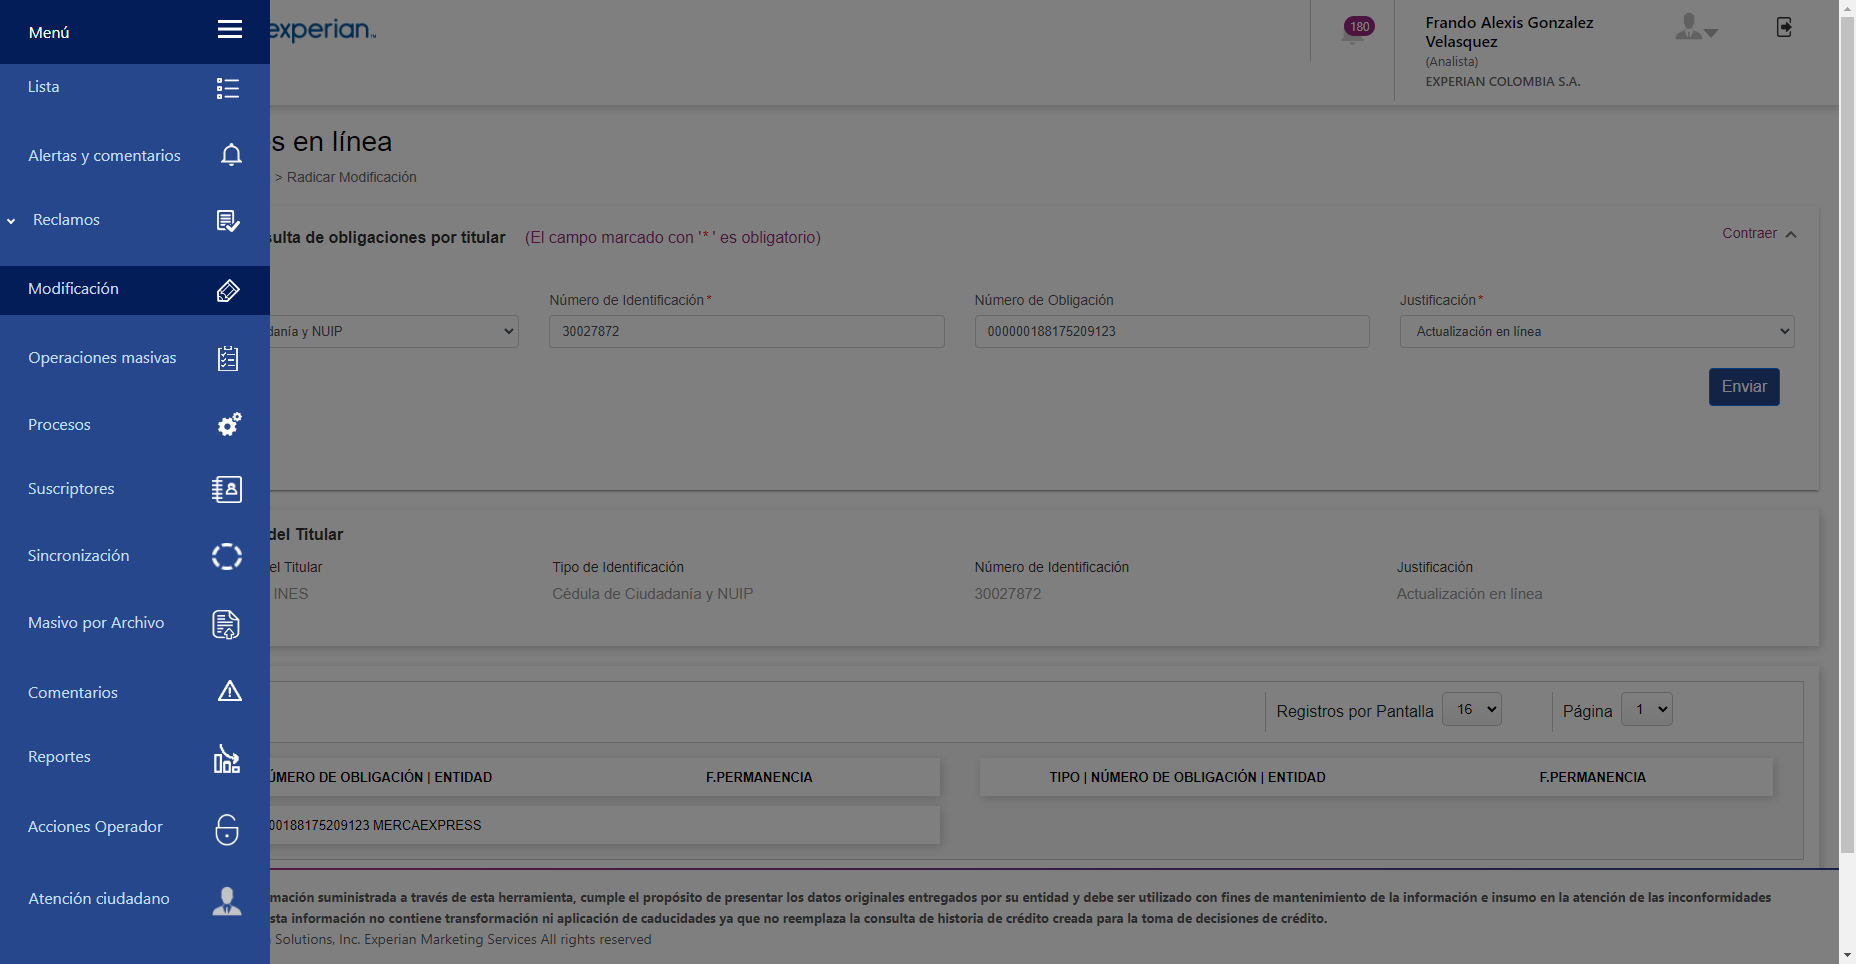 Menú
Lista
Alertas y comentarios
Reclamos
Modificación
Operaciones masivas
Procesos
Suscriptores
Sincronización
Masivo por Archivo
Comentarios
Reportes
Acciones Operador
Atención ciudadano
experian
180
Frando Alexis Gonzalez
Velasquez
(Analista)
EXPERIAN COLOMBIA S.A.
s en línea
> Radicar Modificación
sulta de obligaciones por titular (El campo marcado con '*' es obligatorio)
Contraer
Número de Identificación* Número de Obligación Justificación*
danía y NUIP 30027872 000000188175209123 Actualización en línea
Enviar
del Titular
el Titular Tipo de Identificación Número de Identificación Justificación
INES Cédula de Ciudadanía y NUIP 30027872 Actualización en línea
Registros por Pantalla 16 Página 1
ÚMERO DE OBLIGACIÓN | ENTIDAD F.PERMANENCIA TIPO | NÚMERO DE OBLIGACIÓN | ENTIDAD F.PERMANENCIA
00188175209123 MERCAEXPRESS
mación suministrada a través de esta herramienta, cumple el propósito de presentar los datos originales entregados por su entidad y debe ser utilizado con fines de mantenimiento de la información e insumo en la atención de las inconformidades
sta información no contiene transformación ni aplicación de caducidades ya que no reemplaza la consulta de historia de crédito creada para la toma de decisiones de crédito.
Solutions, Inc. Experian Marketing Services All rights reserved